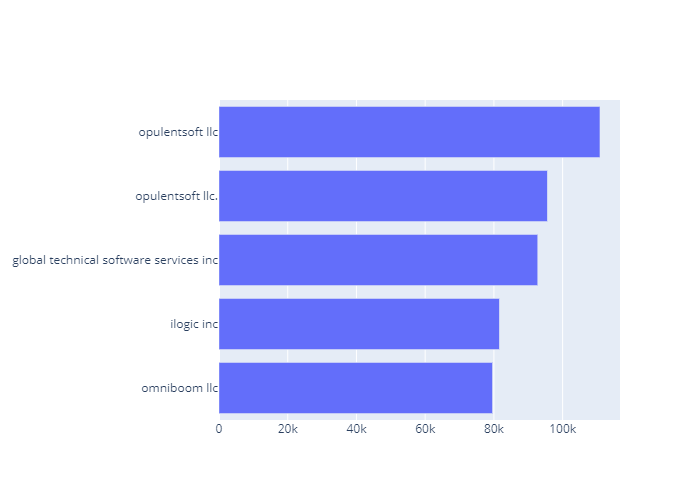 opulentsoft llc
opulentsoft llc.
global technical software services inc
ilogic inc
omniboom llc
0 20k 40k 60k 80k 100k